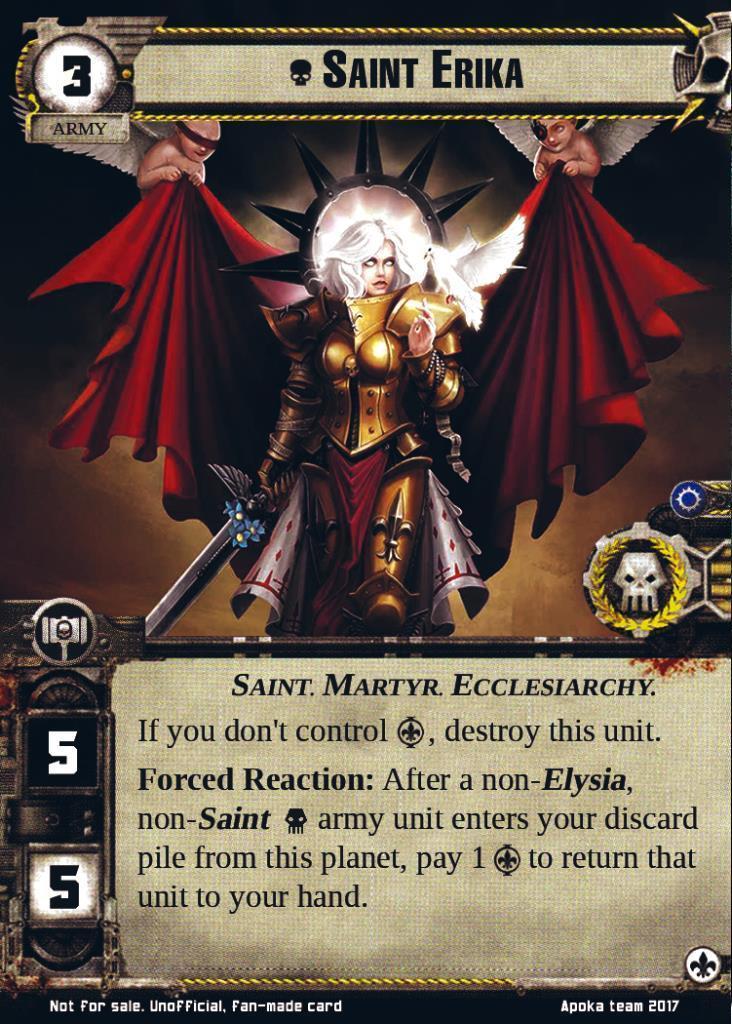 3
SAINT ERIKA
ARMY
SAINT. MARTYR. ECCLESIARCHY.
If you don't control , destroy this unit.
5
Forced Reaction: After a non-Elysia,
non-Saint army unit enters your discard
pile from this planet, pay 1 to return that
unit to your hand.
5
Not for sale. Unofficial, Fan-made card
Apoka team 2017